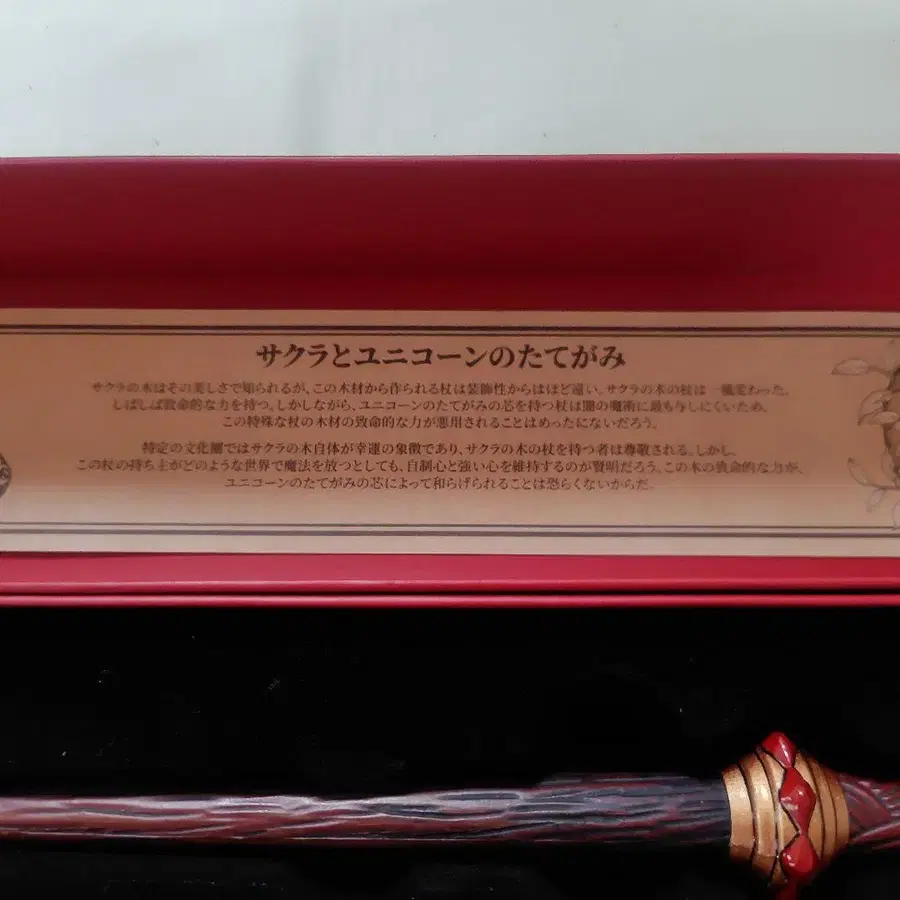 サクラとユニコーンのたてがみ
サクラの木はその美しさで知られるが、この木材から作られる杖は装飾性からはほど遠い。サクラの木の杖は一風変わった、
しばしば致命的な力を持つ。しかしながら、ユニコーンのたてがみの芯を持つ杖は闇の魔術に最も与しにくいため、
この特殊な杖の木材の致命的な力が悪用されることはめったにないだろう。
特定の文化圏ではサクラの木自体が幸運の象徴であり、サクラの木の杖を持つ者は尊敬される。しかし、
この杖の持ち主がどのような世界で魔法を放つとしても、自制心と強い心を維持するのが賢明だろう。この木の致命的な力が、
ユニコーンのたてがみの芯によって和らげられることは恐らくないからだ。